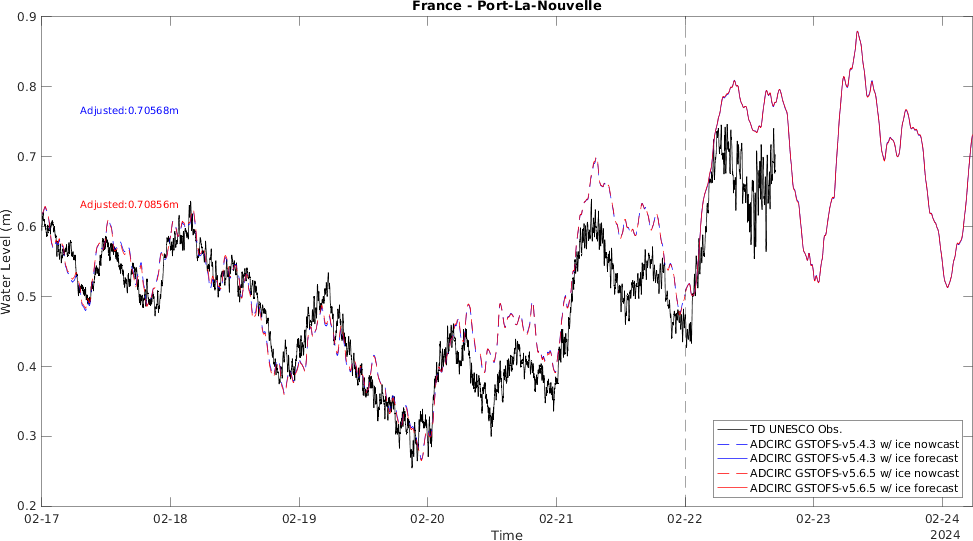 France - Port-La-Nouvelle
0.9
0.8
0.7
0.6
0.5
0.4
0.3
0.2
Water Level (m)
Adjusted:0.70568m
Adjusted:0.70856m
TD UNESCO Obs.
ADCIRC GSTOFS-v5.4.3 w/ ice nowcast
ADCIRC GSTOFS-v5.4.3 w/ ice forecast
ADCIRC GSTOFS-v5.6.5 w/ ice nowcast
ADCIRC GSTOFS-v5.6.5 w/ ice forecast
02-17 02-18 02-19 02-20 02-21 02-22 02-23 02-24
Time
2024